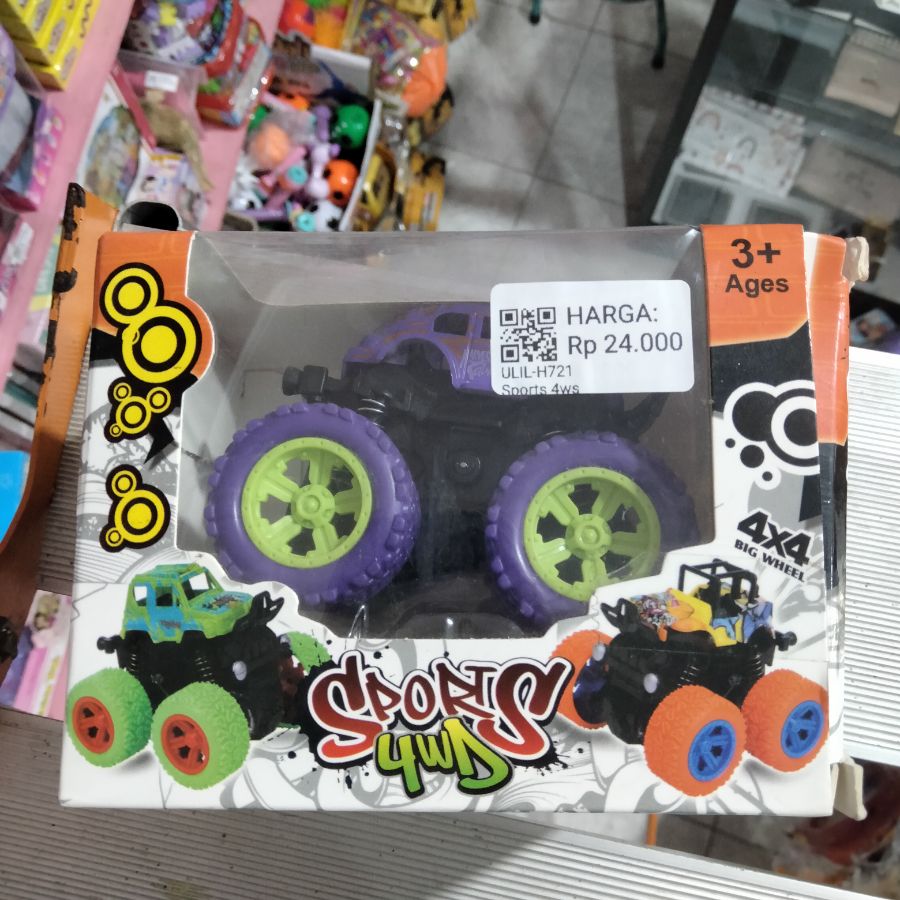 3+
Ages
HARGA:
Rp 24.000
ULIL-H721
Sports 4ws
4x4
BIG WHEEL
SPORTS
4WD